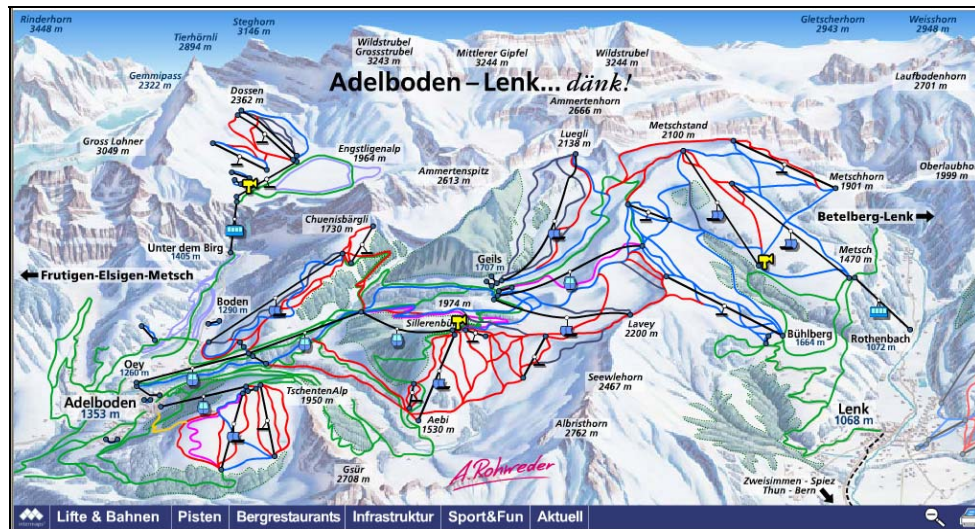 Rinderhorn
3448 m
Steghorn
3146 m
Tierhörnli
2894 m
Gemmipass
2322 m
Wildstrubel
Grossstrubel
3243 m
Mittlerer Gipfel
3244 m
Wildstrubel
3244 m
Gletscherhorn
2943 m
Weisshorn
2948 m
Laufbodenhorn
2701 m
Adelboden – Lenk... dänk!
Dossen
2362 m
Ammertenhorn
2666 m
Gross Lohner
3049 m
Engstligenalp
1964 m
Luegli
2138 m
Metschstand
2100 m
Ammertenspitz
2613 m
Oberlaubhorn
1999 m
Metschhorn
1901 m
Chuenisbärgli
1730 m
Betelberg-Lenk
Unter dem Birg
1405 m
Geils
1707 m
Metsch
1470 m
Frutigen-Elsigen-Metsch
Boden
1290 m
1974 m
Sillerenbü
Lavey
2200 m
Bühlberg
1664 m
Rothenbach
1072 m
Oey
1260 m
Adelboden
1353 m
TschentenAlp
1950 m
Seewlehorn
2467 m
Aebi
1530 m
Albristhorn
2762 m
Lenk
1068 m
Gsür
2708 m
A. Rohweder
Zweisimmen - Spiez
Thun - Bern
intermaps
Lifte & Bahnen
Pisten
Bergrestaurants
Infrastruktur
Sport&Fun
Aktuell